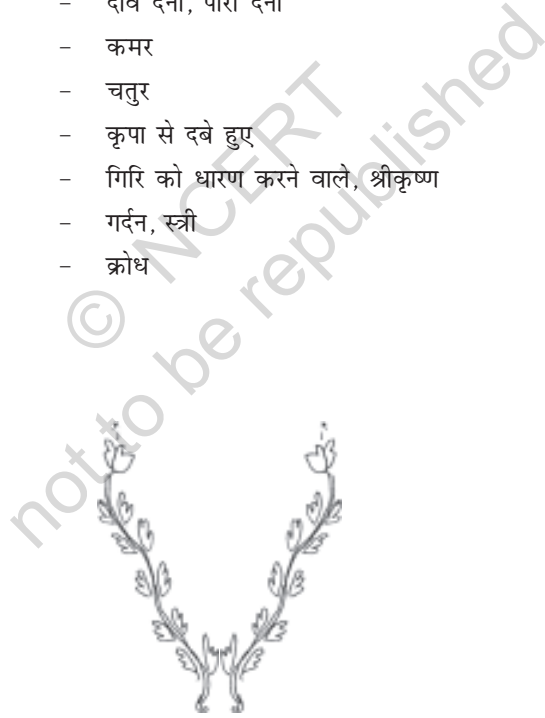 – दाँव देना, पारी देना
– कमर
– चतुर
– कृपा से दबे हुए
– गिरि को धारण करने वाले, श्रीकृष्ण
– गर्दन, स्त्री
– क्रोध
© NCERT
not to be republished